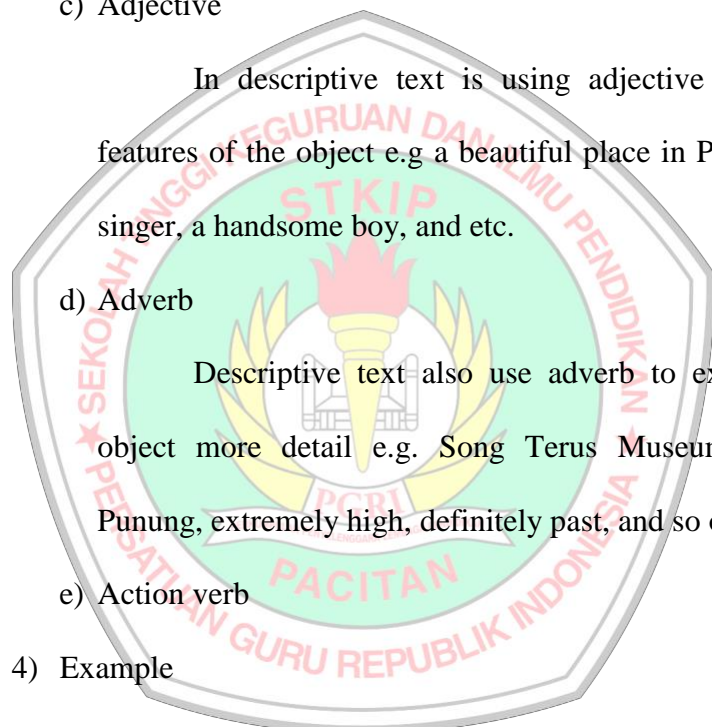 c) Adjective
In descriptive text is using adjective
features of the object e.g a beautiful place in P
singer, a handsome boy, and etc.
d) Adverb
Descriptive text also use adverb to ex
object more detail e.g. Song Terus Museum
Punung, extremely high, definitely past, and so o
e) Action verb
4) Example
SEKOLAH TINGGI KEGURUAN DAN ILMU PENDIDIKAN
STKIP
PGRI
PACITAN
PERSATUAN GURU REPUBLIK INDONESIA